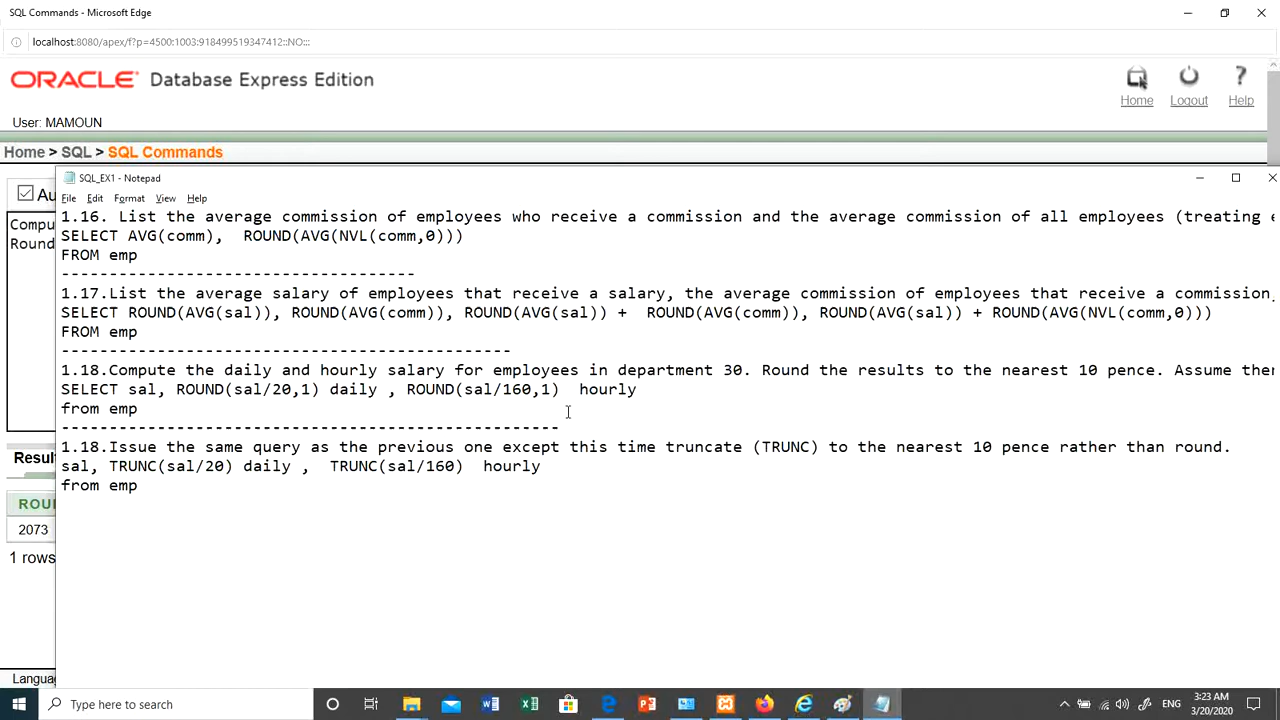 SQL Commands - Microsoft Edge
localhost:8080/apex/f?p=4500:1003:918499519347412::NO:::
ORACLE Database Express Edition
Home Logout Help
User: MAMOUN
Home > SQL > SQL Commands
SQL_EX1 - Notepad
File Edit Format View Help
1.16. List the average commission of employees who receive a commission and the average commission of all employees (treating
SELECT AVG(comm), ROUND(AVG(NVL(comm,0)))
FROM emp
-------------------------------------
1.17.List the average salary of employees that receive a salary, the average commission of employees that receive a commission,
SELECT ROUND(AVG(sal)), ROUND(AVG(comm)), ROUND(AVG(sal)) + ROUND(AVG(comm)), ROUND(AVG(sal)) + ROUND(AVG(NVL(comm,0)))
FROM emp
-----------------------------------------------
1.18.Compute the daily and hourly salary for employees in department 30. Round the results to the nearest 10 pence. Assume
SELECT sal, ROUND(sal/20,1) daily , ROUND(sal/160,1) hourly
from emp
----------------------------------------------------
1.18.Issue the same query as the previous one except this time truncate (TRUNC) to the nearest 10 pence rather than round.
sal, TRUNC(sal/20) daily , TRUNC(sal/160) hourly
from emp
Au
Compu
Round
Resul
ROU
2073
1 rows
Langua
Type here to search
ENG
3:23 AM
3/20/2020